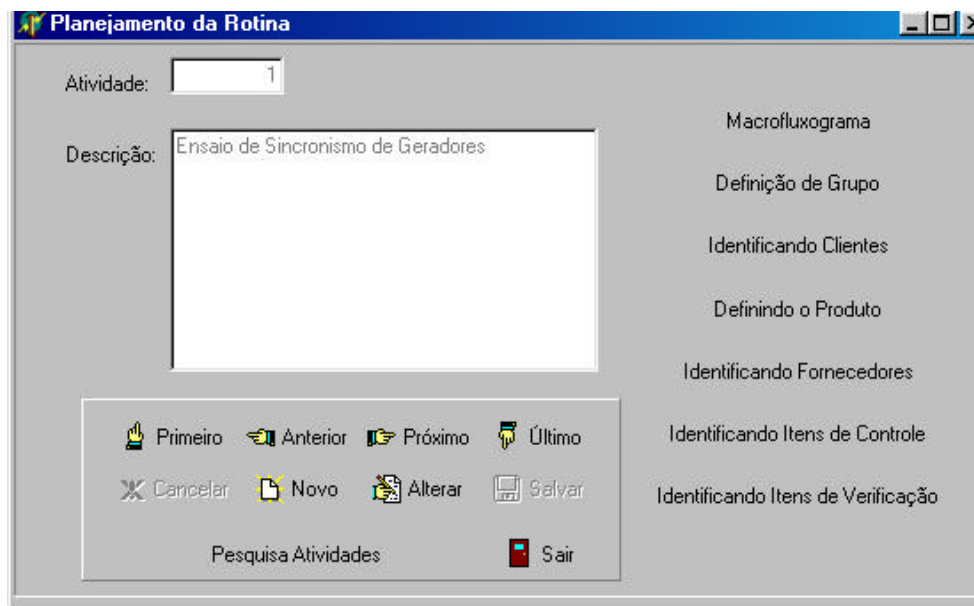 Planejamento da Rotina
Atividade: 1
Descrição: Ensaio de Sincronismo de Geradores
Macrofluxograma
Definição de Grupo
Identificando Clientes
Definindo o Produto
Identificando Fornecedores
Identificando Itens de Controle
Identificando Itens de Verificação
Primeiro Anterior Próximo Último
Cancelar Novo Alterar Salvar
Pesquisa Atividades Sair